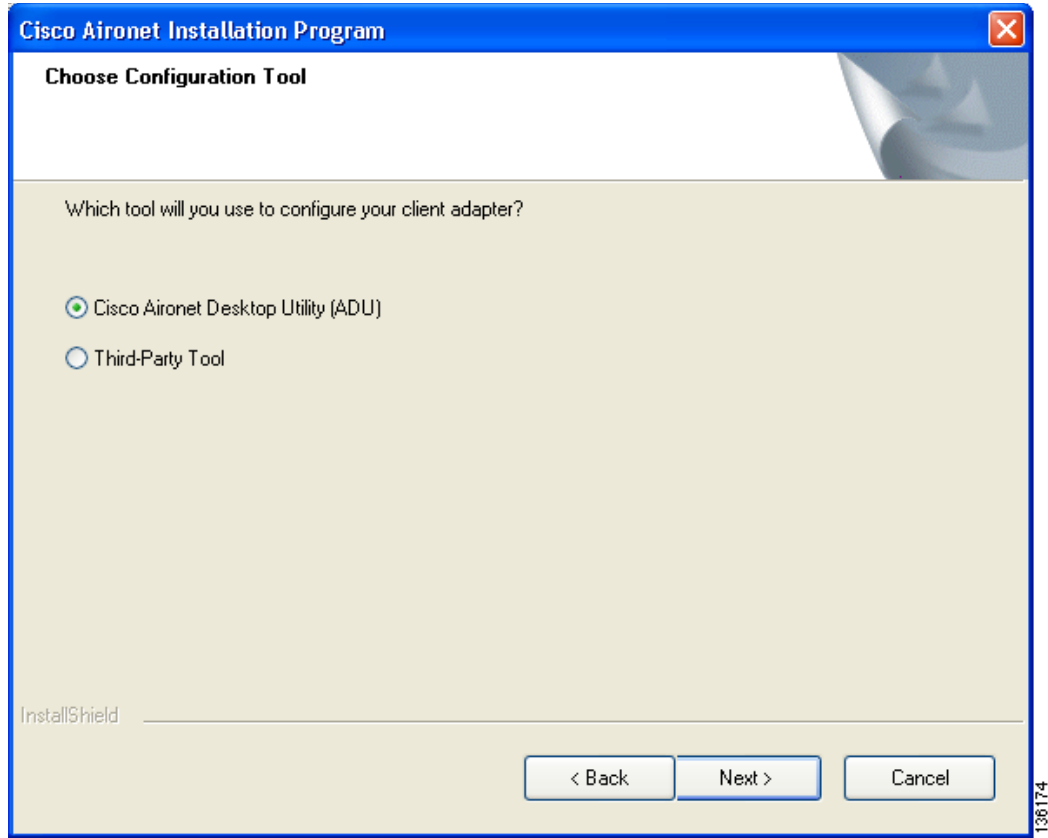 Cisco Aironet Installation Program
Choose Configuration Tool
Which tool will you use to configure your client adapter?
Cisco Aironet Desktop Utility (ADU)
Third-Party Tool
InstallShield
< Back
Next >
Cancel
136174